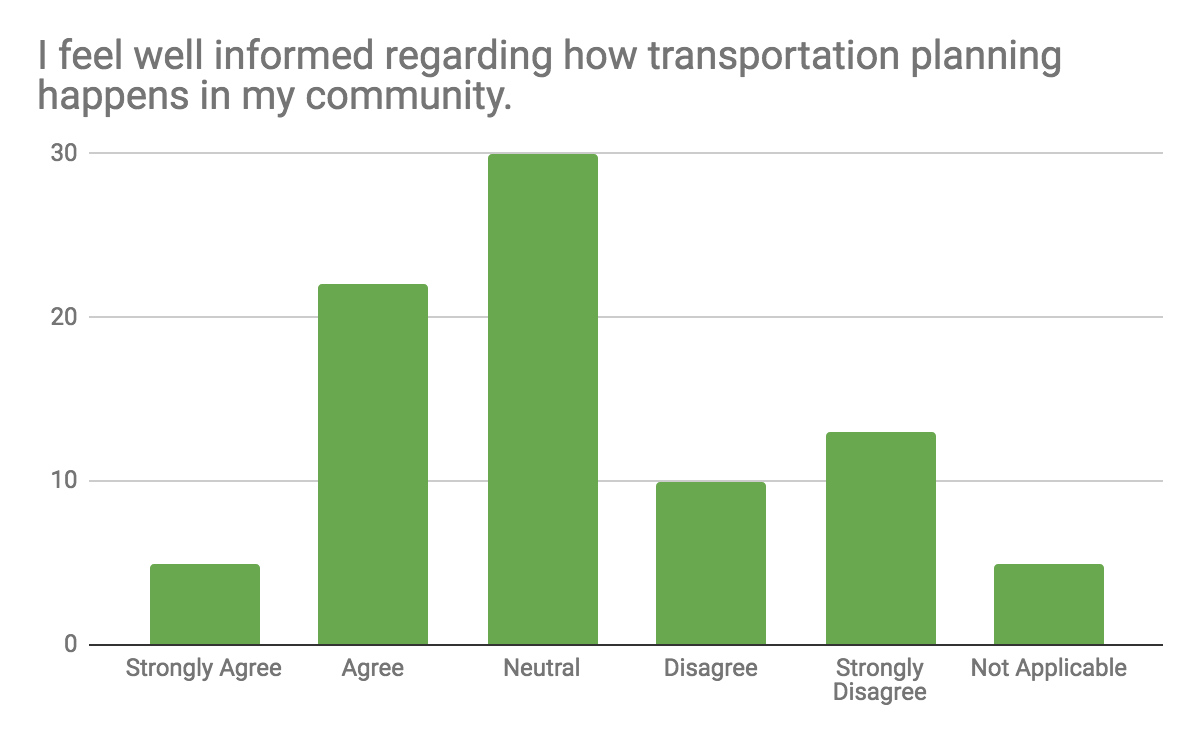 I feel well informed regarding how transportation planning
happens in my community.
30
20
10
0
Strongly Agree
Agree
Neutral
Disagree
Strongly
Disagree
Not Applicable